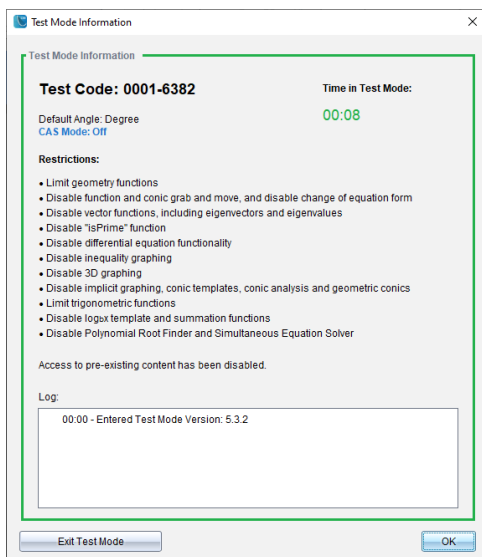 Test Mode Information
Test Mode Information
Test Code: 0001-6382
Time in Test Mode:
Default Angle: Degree
00:08
CAS Mode: Off
Restrictions:
• Limit geometry functions
• Disable function and conic grab and move, and disable change of equation form
• Disable vector functions, including eigenvectors and eigenvalues
• Disable "isPrime" function
• Disable differential equation functionality
• Disable inequality graphing
• Disable 3D graphing
• Disable implicit graphing, conic templates, conic analysis and geometric conics
• Limit trigonometric functions
• Disable logbx template and summation functions
• Disable Polynomial Root Finder and Simultaneous Equation Solver
Access to pre-existing content has been disabled.
Log:
00:00 - Entered Test Mode Version: 5.3.2
Exit Test Mode
OK